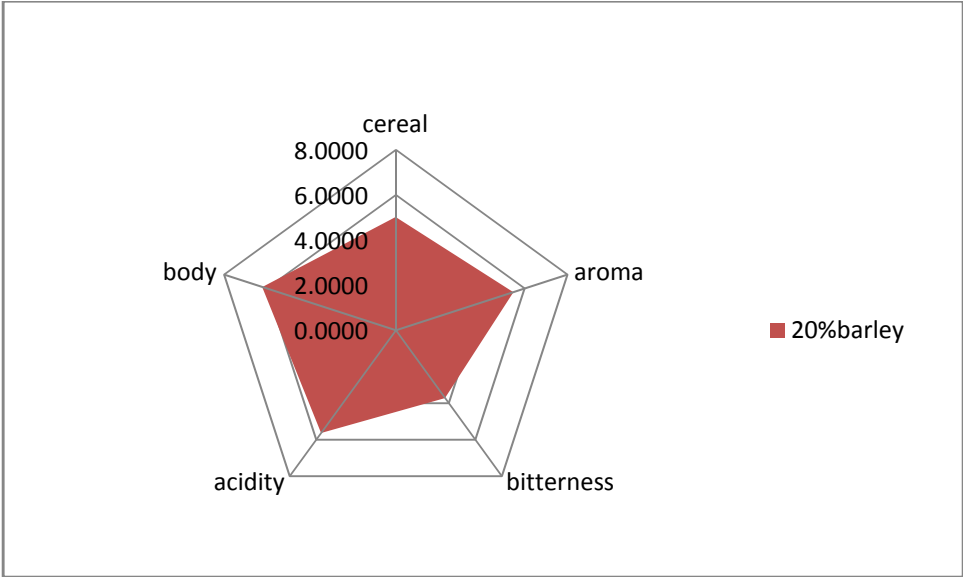 cereal
8.0000
6.0000
4.0000
2.0000
0.0000
aroma
body
acidity
bitterness
20%barley